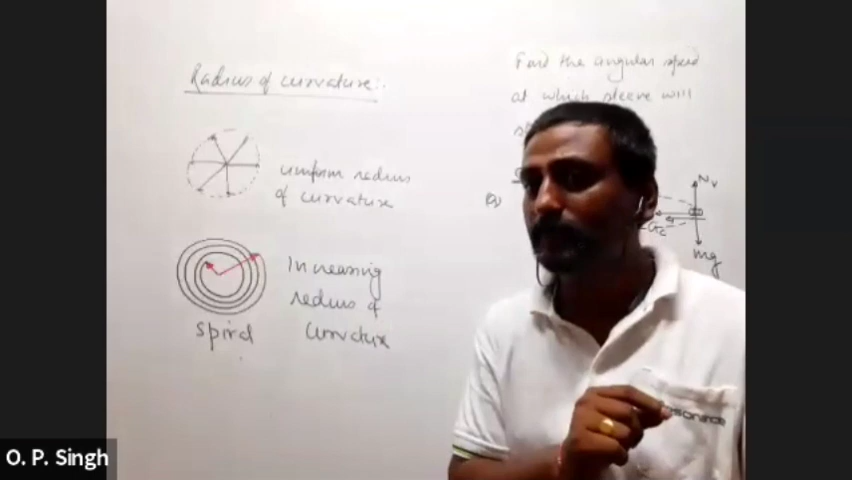 Radius of curvature:-
uniform radius
of curvature
Increasing
radius of
curvature
spiral
Find the angular speed
at which sleeve will
Nv
mg
O. P. Singh